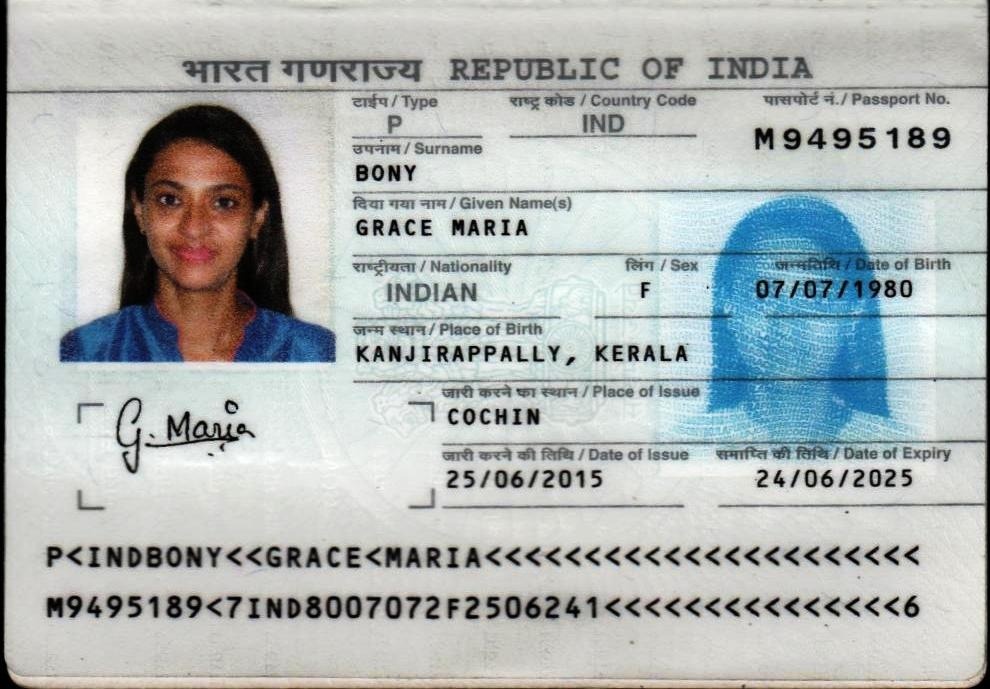 भारत गणराज्य REPUBLIC OF INDIA
टाईप / Type राष्ट्र कोड / Country Code पासपोर्ट नं. / Passport No.
P IND M9495189
उपनाम / Surname
BONY
दिया गया नाम / Given Name(s)
GRACE MARIA
राष्ट्रीयता / Nationality लिंग / Sex जन्मतिथि / Date of Birth
INDIAN F 07/07/1980
जन्म स्थान / Place of Birth
KANJIRAPPALLY, KERALA
जारी करने का स्थान / Place of Issue
COCHIN
जारी करने की तिथि / Date of Issue समाप्ति की तिथि / Date of Expiry
25/06/2015 24/06/2025
G. Maria
P<INDBONY<<GRACE<MARIA<<<<<<<<<<<<<<<<<<<<<<
M9495189<7IND8007072F2506241<<<<<<<<<<<<<<<6